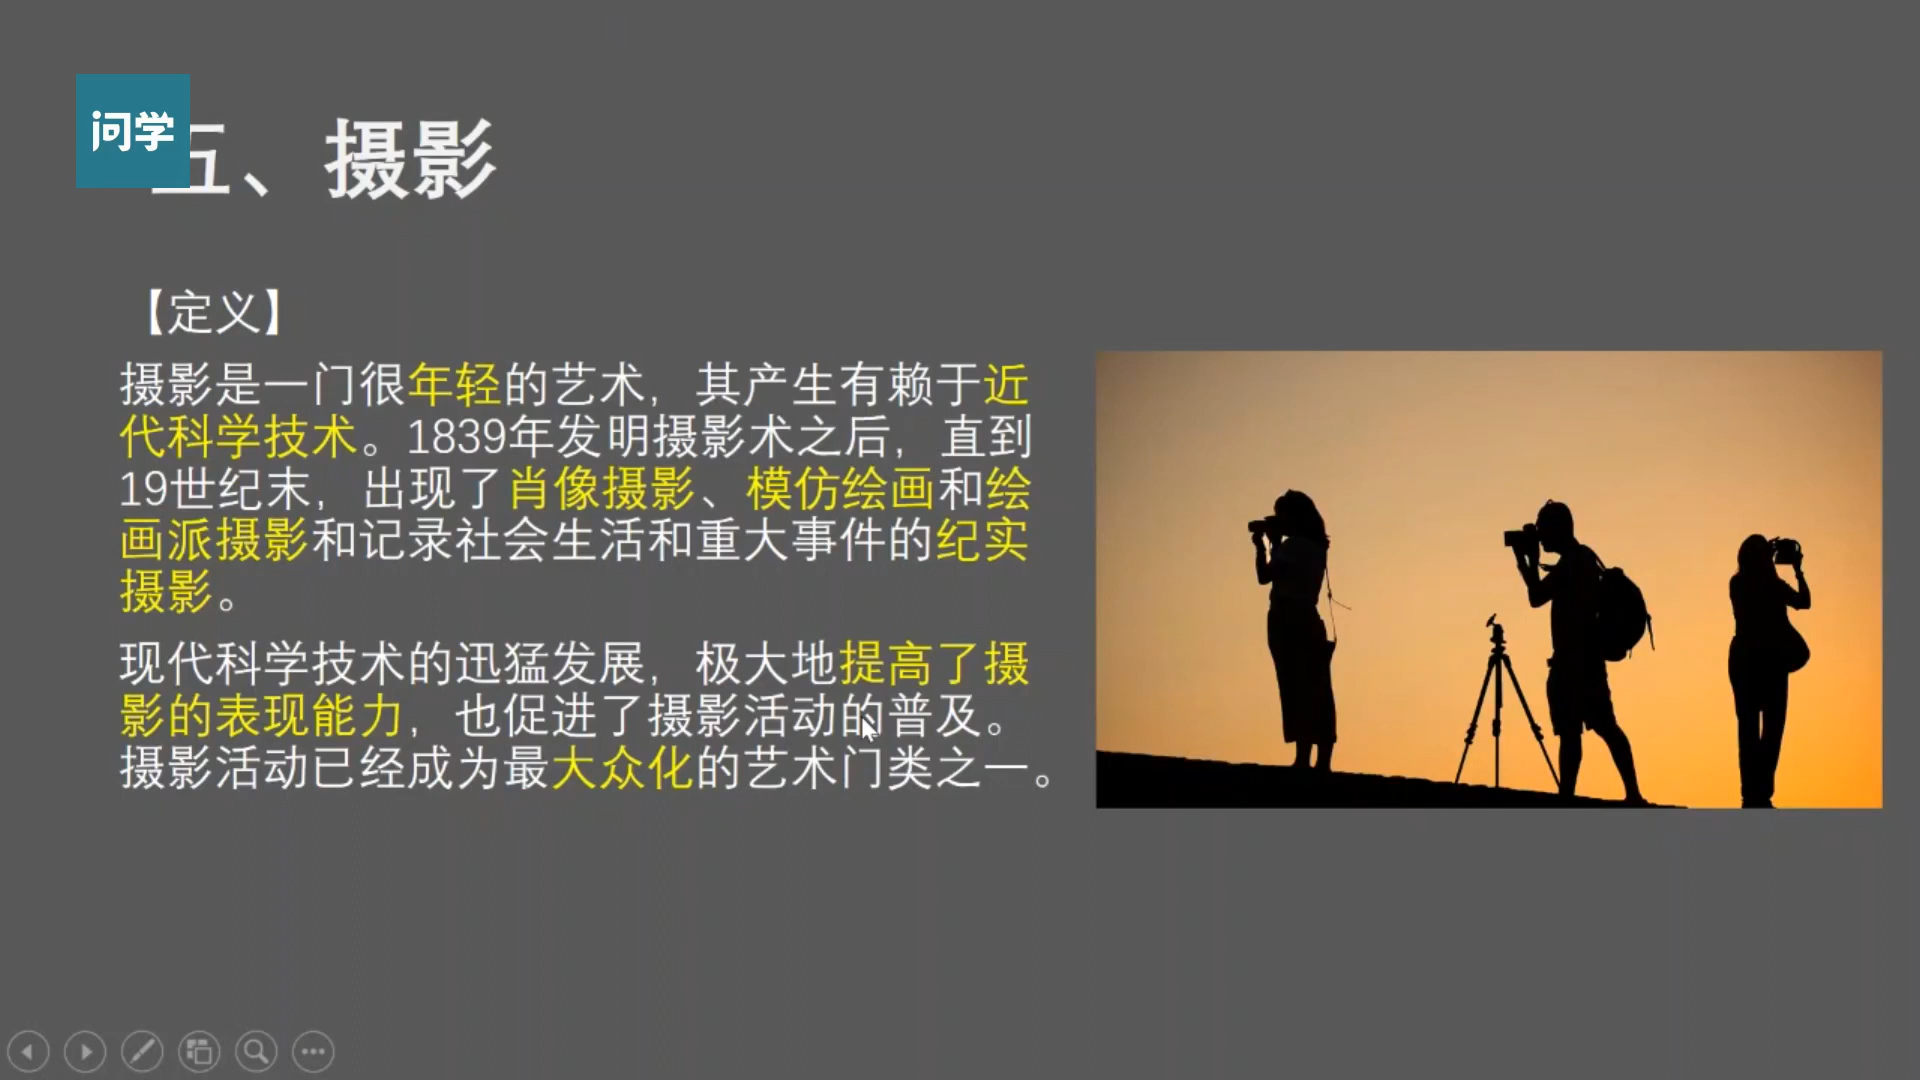 问学
五、摄影
【定义】
摄影是一门很年轻的艺术，其产生有赖于近
代科学技术。1839年发明摄影术之后，直到
19世纪末，出现了肖像摄影、模仿绘画和绘
画派摄影和记录社会生活和重大事件的纪实
摄影。
现代科学技术的迅猛发展，极大地提高了摄
影的表现能力，也促进了摄影活动的普及。
摄影活动已经成为最大众化的艺术门类之一。